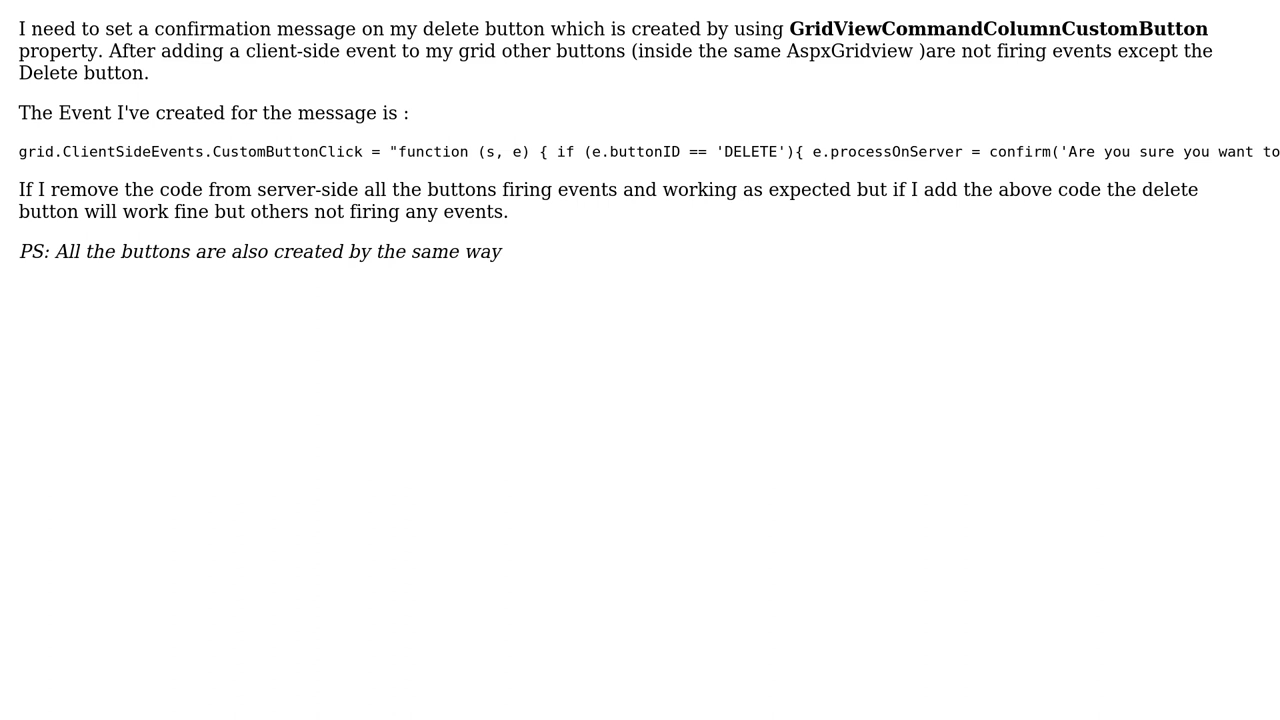 I need to set a confirmation message on my delete button which is created by using GridViewCommandColumnCustomButton
property. After adding a client-side event to my grid other buttons (inside the same AspxGridview )are not firing events except the
Delete button.
The Event I've created for the message is :
grid.ClientSideEvents.CustomButtonClick = "function (s, e) { if (e.buttonID == 'DELETE'){ e.processOnServer = confirm('Are you sure you want to
If I remove the code from server-side all the buttons firing events and working as expected but if I add the above code the delete
button will work fine but others not firing any events.
PS: All the buttons are also created by the same way